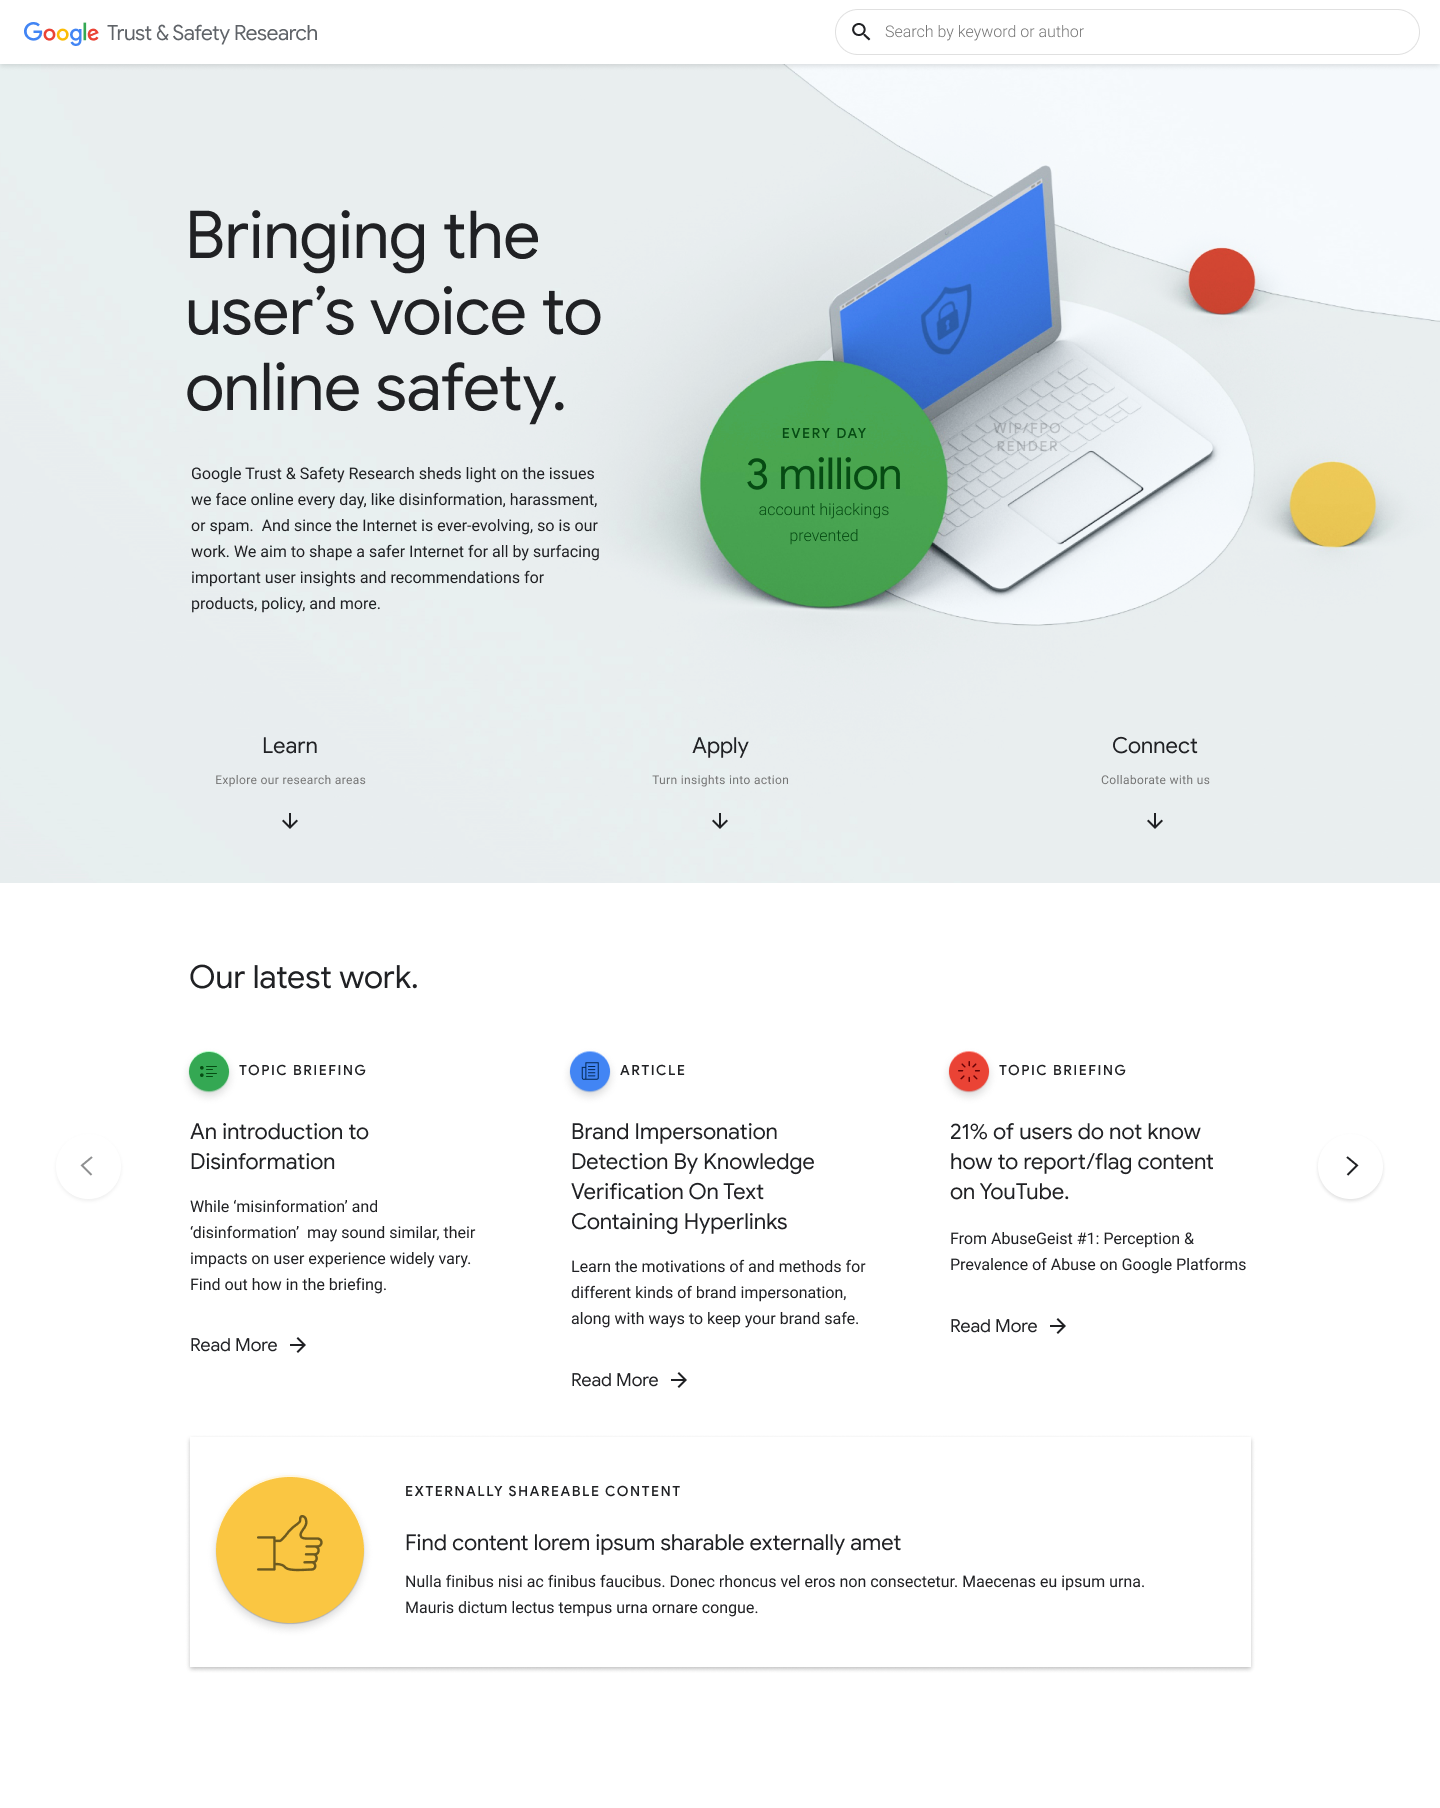 Google Trust & Safety Research
Search by keyword or author
Bringing the
user’s voice to
online safety.
Google Trust & Safety Research sheds light on the issues
we face online every day, like disinformation, harassment,
or spam.  And since the Internet is ever-evolving, so is our
work. We aim to shape a safer Internet for all by surfacing
important user insights and recommendations for
products, policy, and more.
EVERY DAY
3 million
account hijackings
prevented
WIP/FPO
RENDER
Learn
Explore our research areas
Apply
Turn insights into action
Connect
Collaborate with us
Our latest work.
TOPIC BRIEFING
An introduction to
Disinformation
While ‘misinformation’ and
‘disinformation’  may sound similar, their
impacts on user experience widely vary.
Find out how in the briefing.
Read More
ARTICLE
Brand Impersonation
Detection By Knowledge
Verification On Text
Containing Hyperlinks
Learn the motivations of and methods for
different kinds of brand impersonation,
along with ways to keep your brand safe.
Read More
TOPIC BRIEFING
21% of users do not know
how to report/flag content
on YouTube.
From AbuseGeist #1: Perception &
Prevalence of Abuse on Google Platforms
Read More
EXTERNALLY SHAREABLE CONTENT
Find content lorem ipsum sharable externally amet
Nulla finibus nisi ac finibus faucibus. Donec rhoncus vel eros non consectetur. Maecenas eu ipsum urna.
Mauris dictum lectus tempus urna ornare congue.